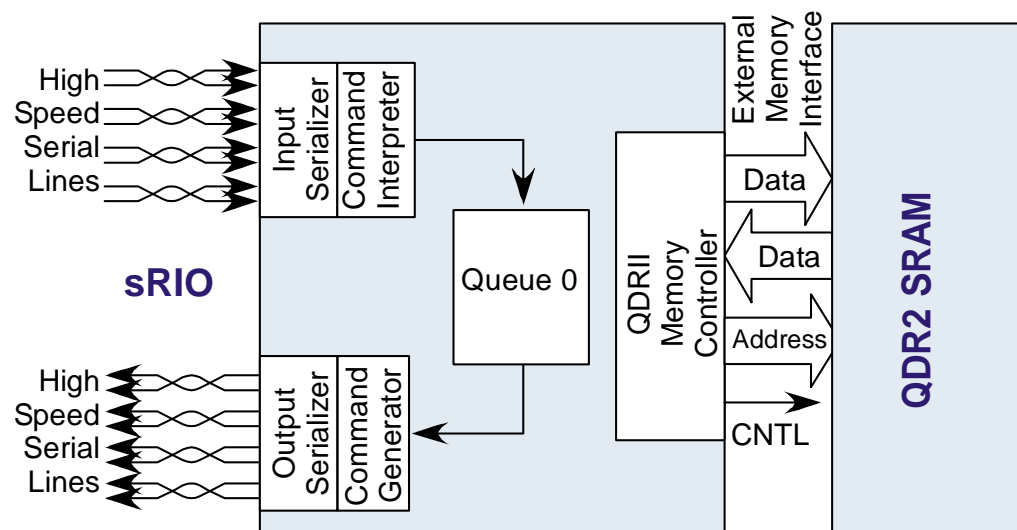 High
Speed
Serial
Lines
Input
Serializer
Command
Interpreter
sRIO
Queue 0
High
Speed
Serial
Lines
Output
Serializer
Command
Generator
QDRII
Memory
Controller
External
Memory
Interface
Data
Data
Address
CNTL
QDR2 SRAM